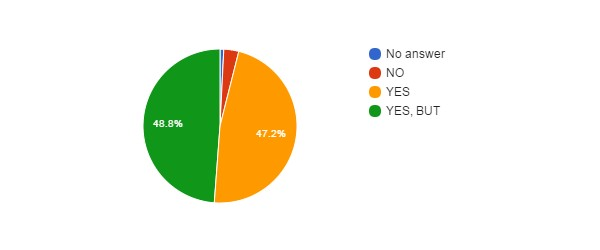 No answer
NO
YES
YES, BUT
48.8%
47.2%